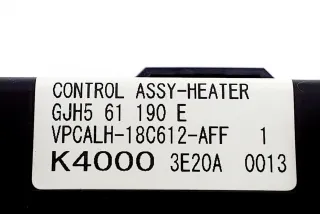 CONTROL ASSY-HEATER
GJH5 61 190 E
VPCALH-18C612-AFF 1
K4000 3E20A 0013